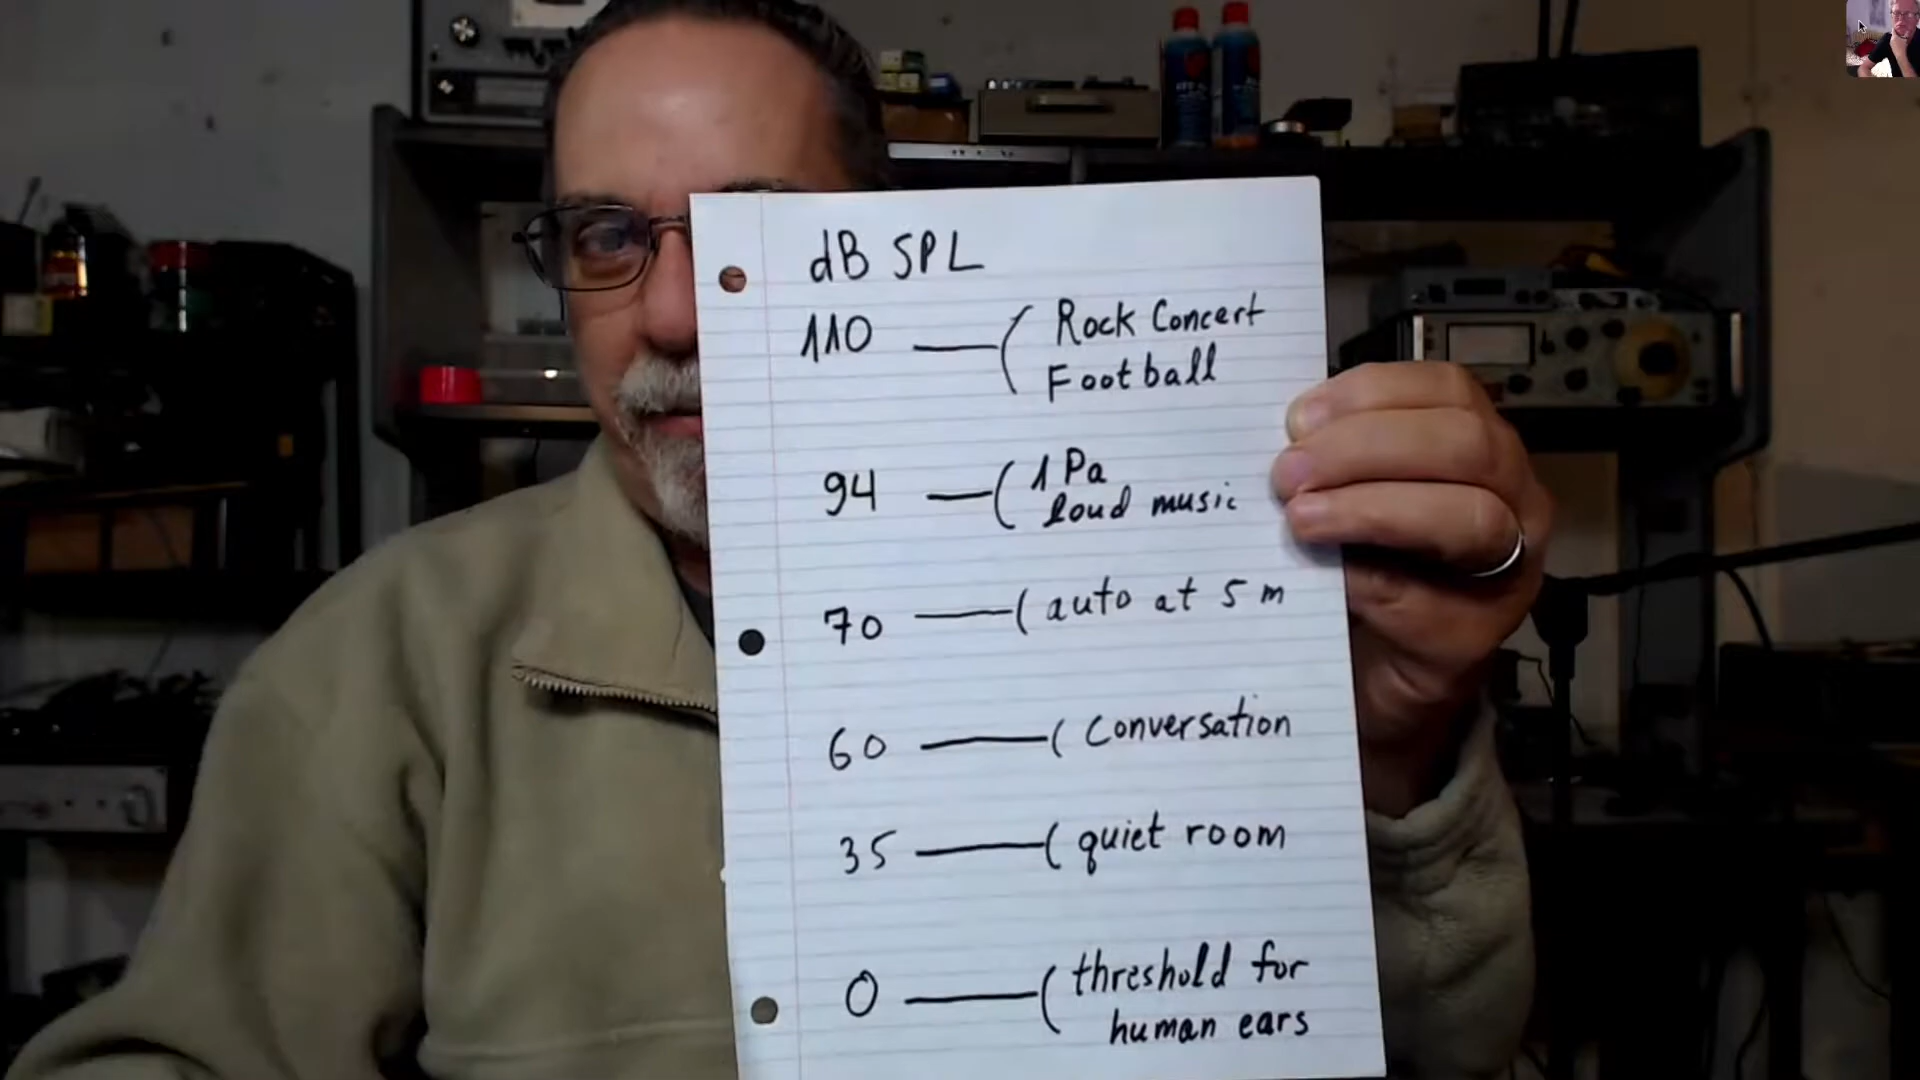 dB SPL
110 — ( Rock Concert
Football
94 — ( 1 Pa
loud music
70 — ( auto at 5 m
60 — ( Conversation
35 — ( quiet room
0 — ( threshold for
human ears